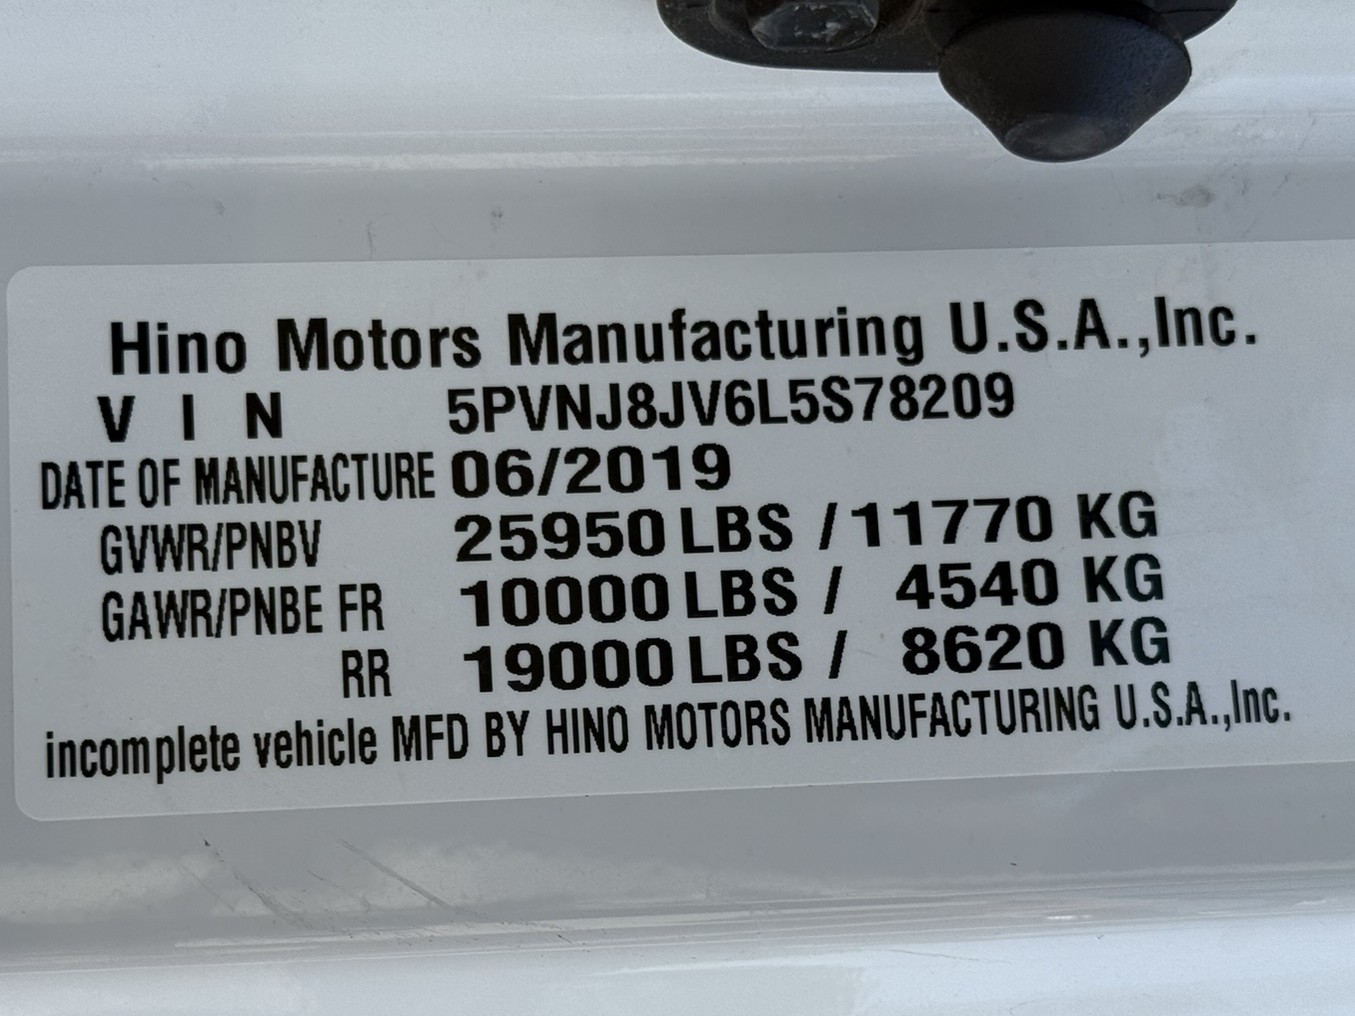 Hino Motors Manufacturing U.S.A.,Inc.
V I N 5PVNJ8JV6L5S78209
DATE OF MANUFACTURE 06/2019
GVWR/PNBV 25950 LBS / 11770 KG
GAWR/PNBE FR 10000 LBS / 4540 KG
RR 19000 LBS / 8620 KG
incomplete vehicle MFD BY HINO MOTORS MANUFACTURING U.S.A.,Inc.